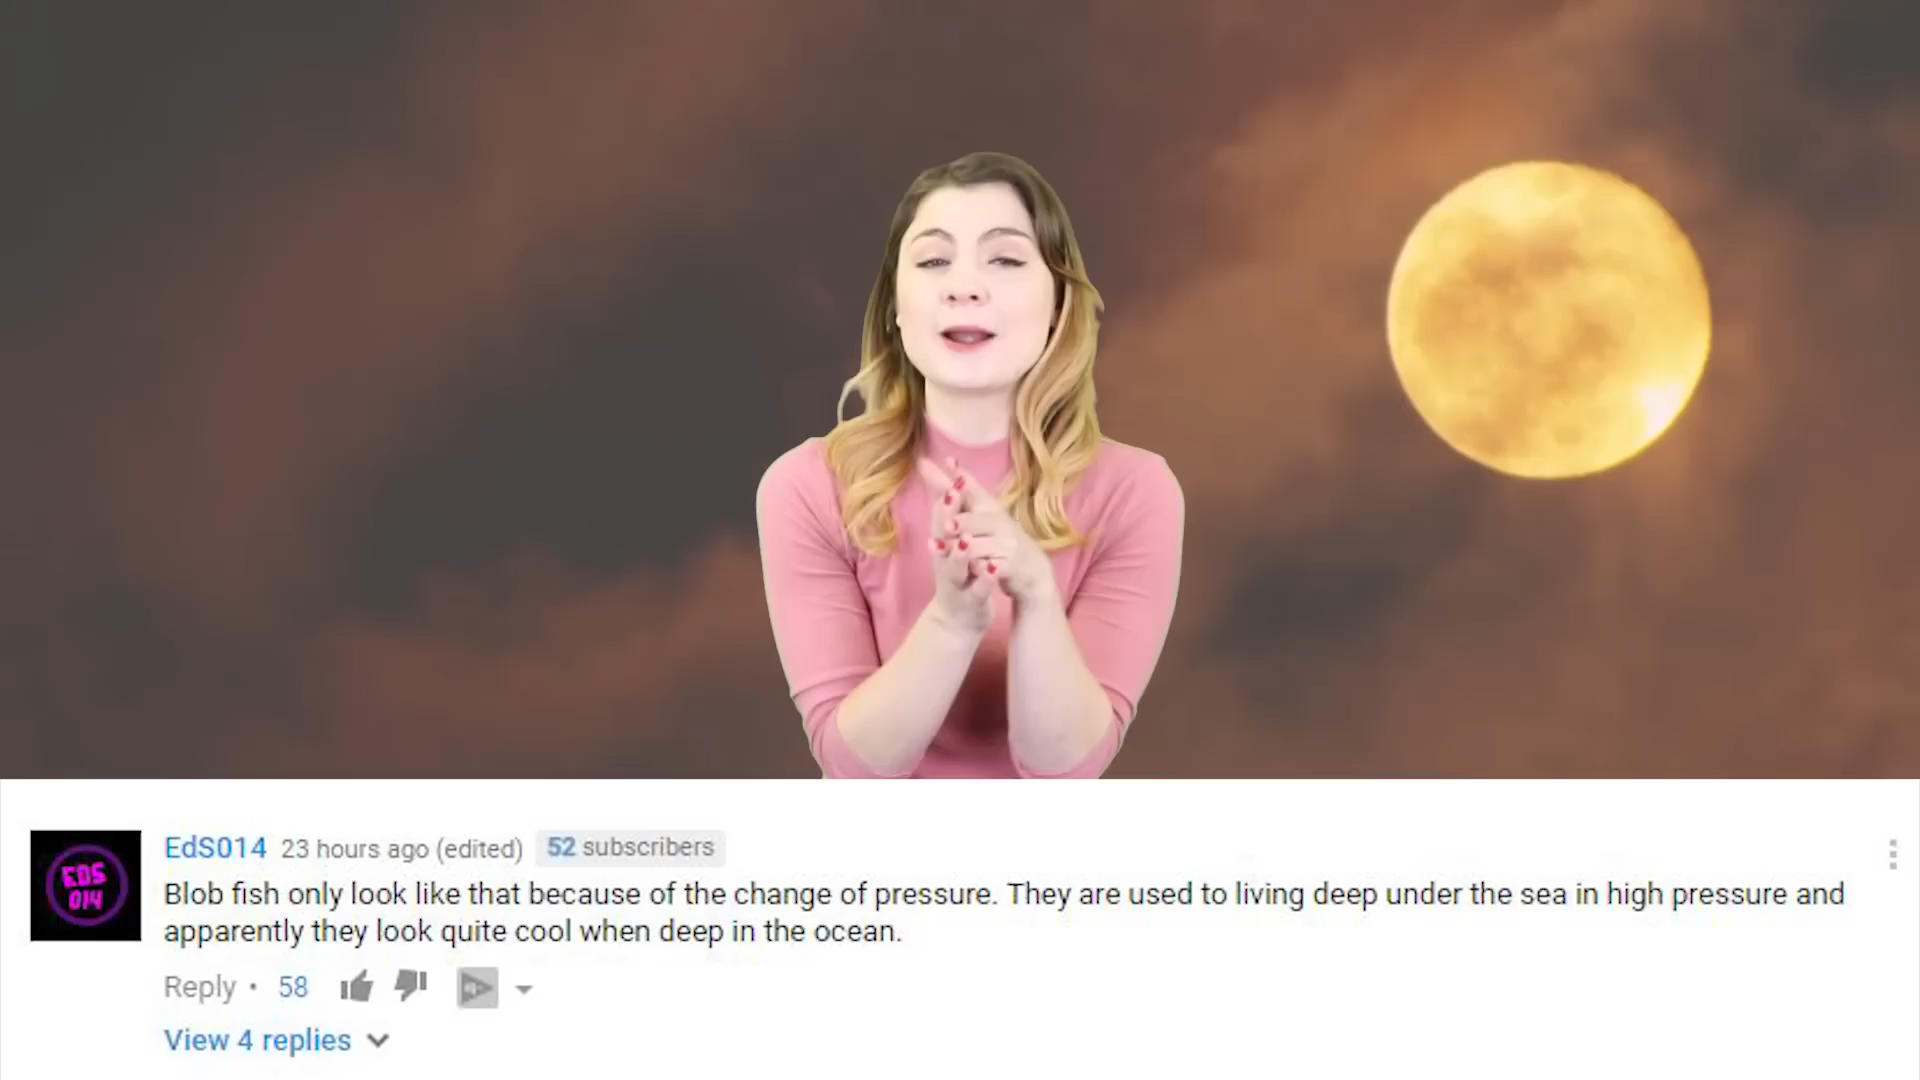 EDS
014
EdS014 23 hours ago (edited) 52 subscribers
Blob fish only look like that because of the change of pressure. They are used to living deep under the sea in high pressure and
apparently they look quite cool when deep in the ocean.
Reply • 58
View 4 replies